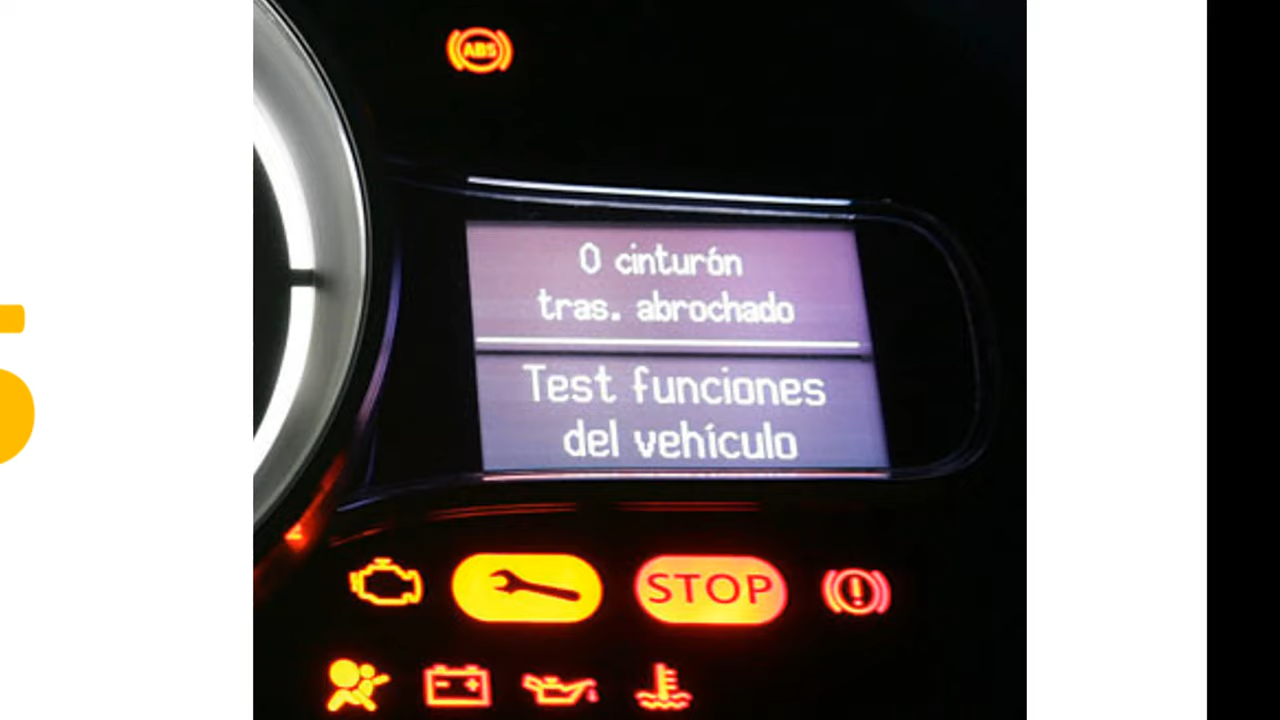 ABS
0 cinturón
tras. abrochado
Test funciones
del vehículo
STOP